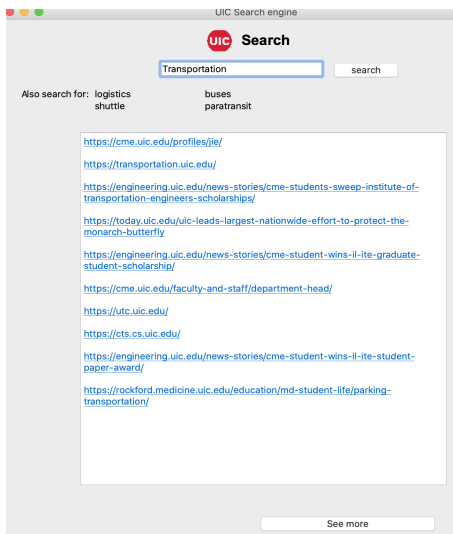 UIC Search engine
UIC Search
Transportation
search
Also search for: logistics buses
shuttle paratransit
https://cme.uic.edu/profiles/jie/
https://transportation.uic.edu/
https://engineering.uic.edu/news-stories/cme-students-sweep-institute-of-
transportation-engineers-scholarships/
https://today.uic.edu/uic-leads-largest-nationwide-effort-to-protect-the-
monarch-butterfly
https://engineering.uic.edu/news-stories/cme-student-wins-il-ite-graduate-
student-scholarship/
https://cme.uic.edu/faculty-and-staff/department-head/
https://utc.uic.edu/
https://cts.cs.uic.edu/
https://engineering.uic.edu/news-stories/cme-student-wins-il-ite-student-
paper-award/
https://rockford.medicine.uic.edu/education/md-student-life/parking-
transportation/
See more